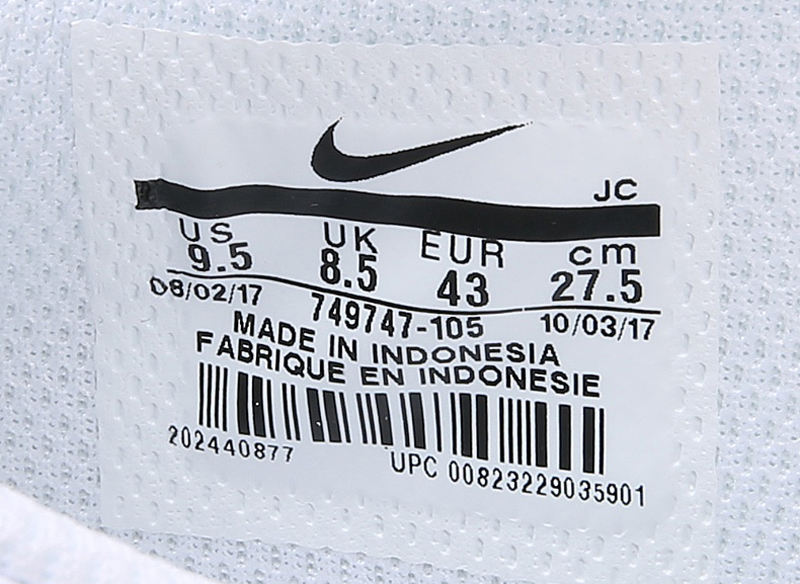 JC
US UK EUR cm
9.5 8.5 43 27.5
08/02/17 749747-105 10/03/17
MADE IN INDONESIA
FABRIQUE EN INDONESIE
202440877 UPC 00823229035901